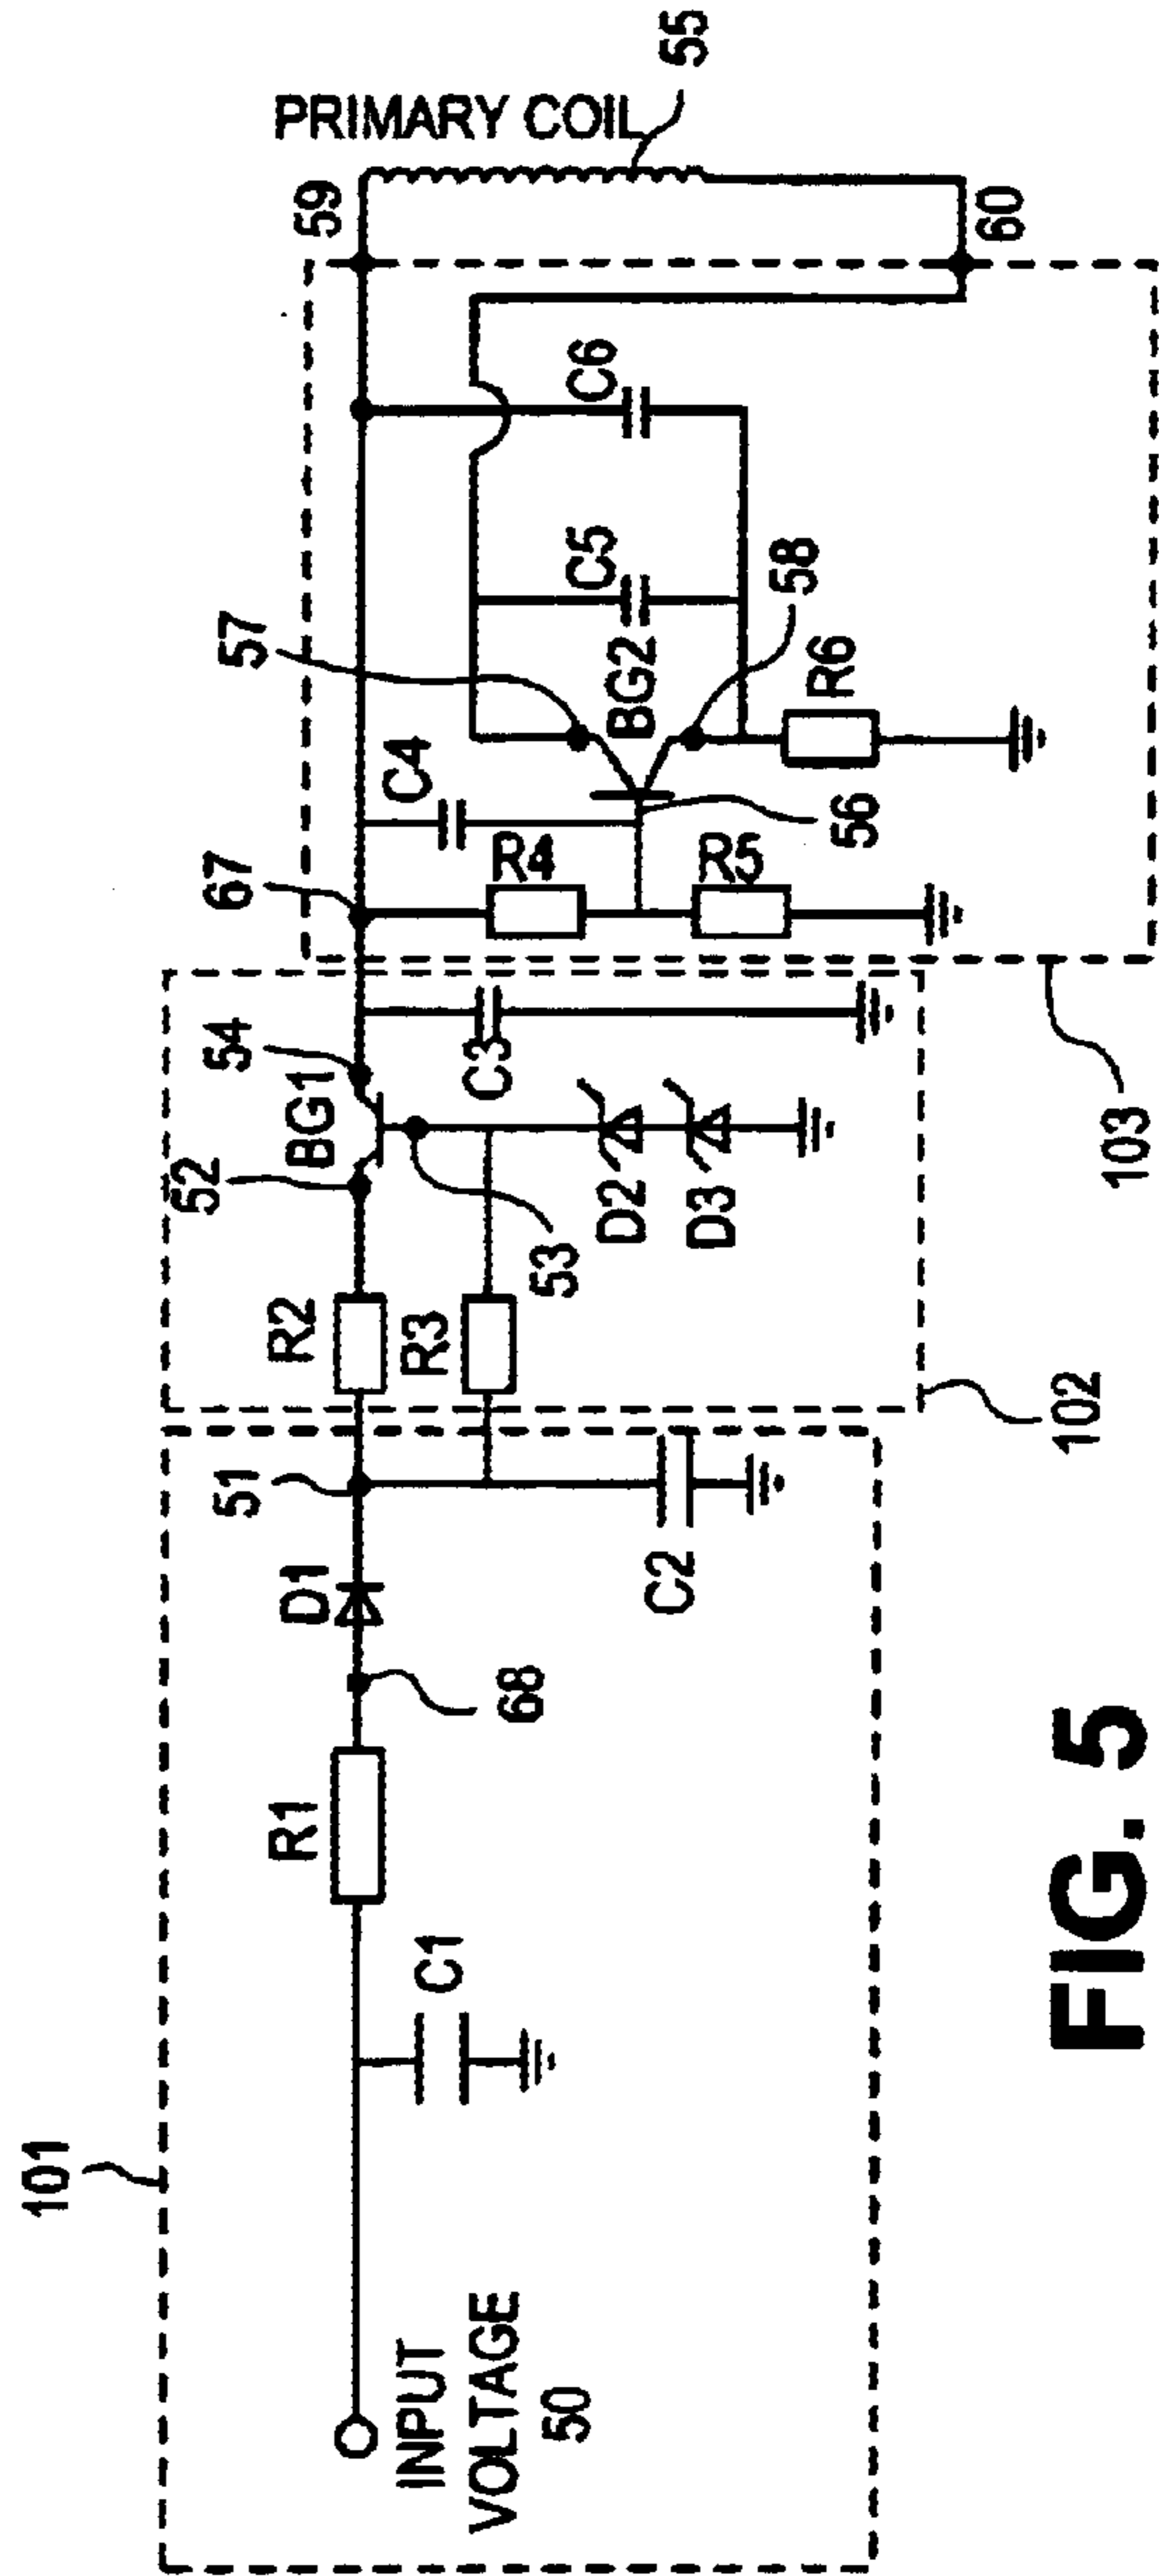 101
INPUT
VOLTAGE
50
C1
R1
68
D1
51
C2
102
R2
R3
52
BG1
54
53
D2
D3
C3
67
103
R4
R5
C4
56
57
BG2
58
R6
C5
C6
59
60
PRIMARY COIL
55
FIG. 5